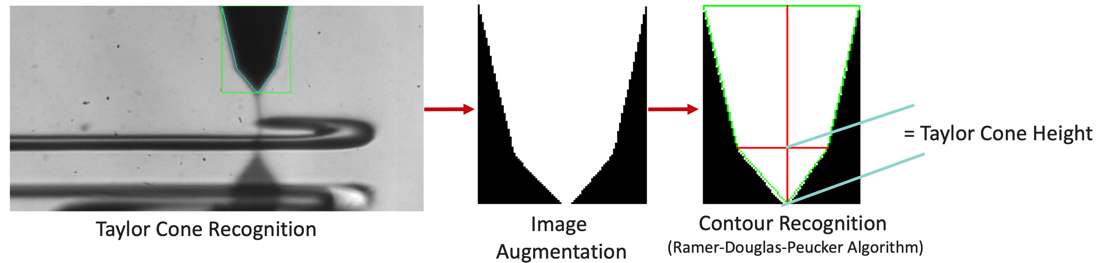 = Taylor Cone Height
Taylor Cone Recognition
Image
Augmentation
Contour Recognition
(Ramer-Douglas-Peucker Algorithm)